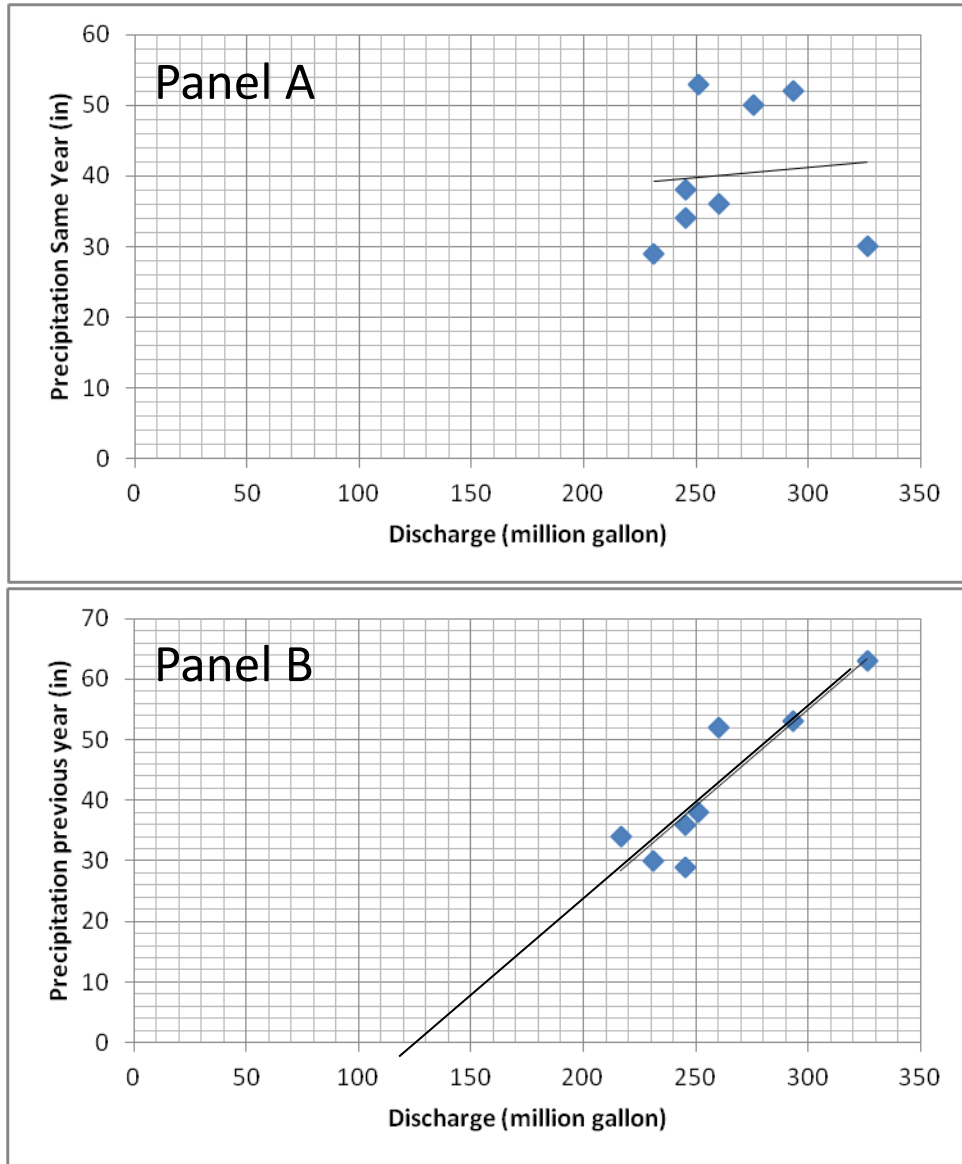 60
Panel A
50
40
30
20
10
0
Precipitation Same Year (in)
0 50 100 150 200 250 300 350
Discharge (million gallon)
70
Panel B
60
50
40
30
20
10
0
Precipitation previous year (in)
0 50 100 150 200 250 300 350
Discharge (million gallon)